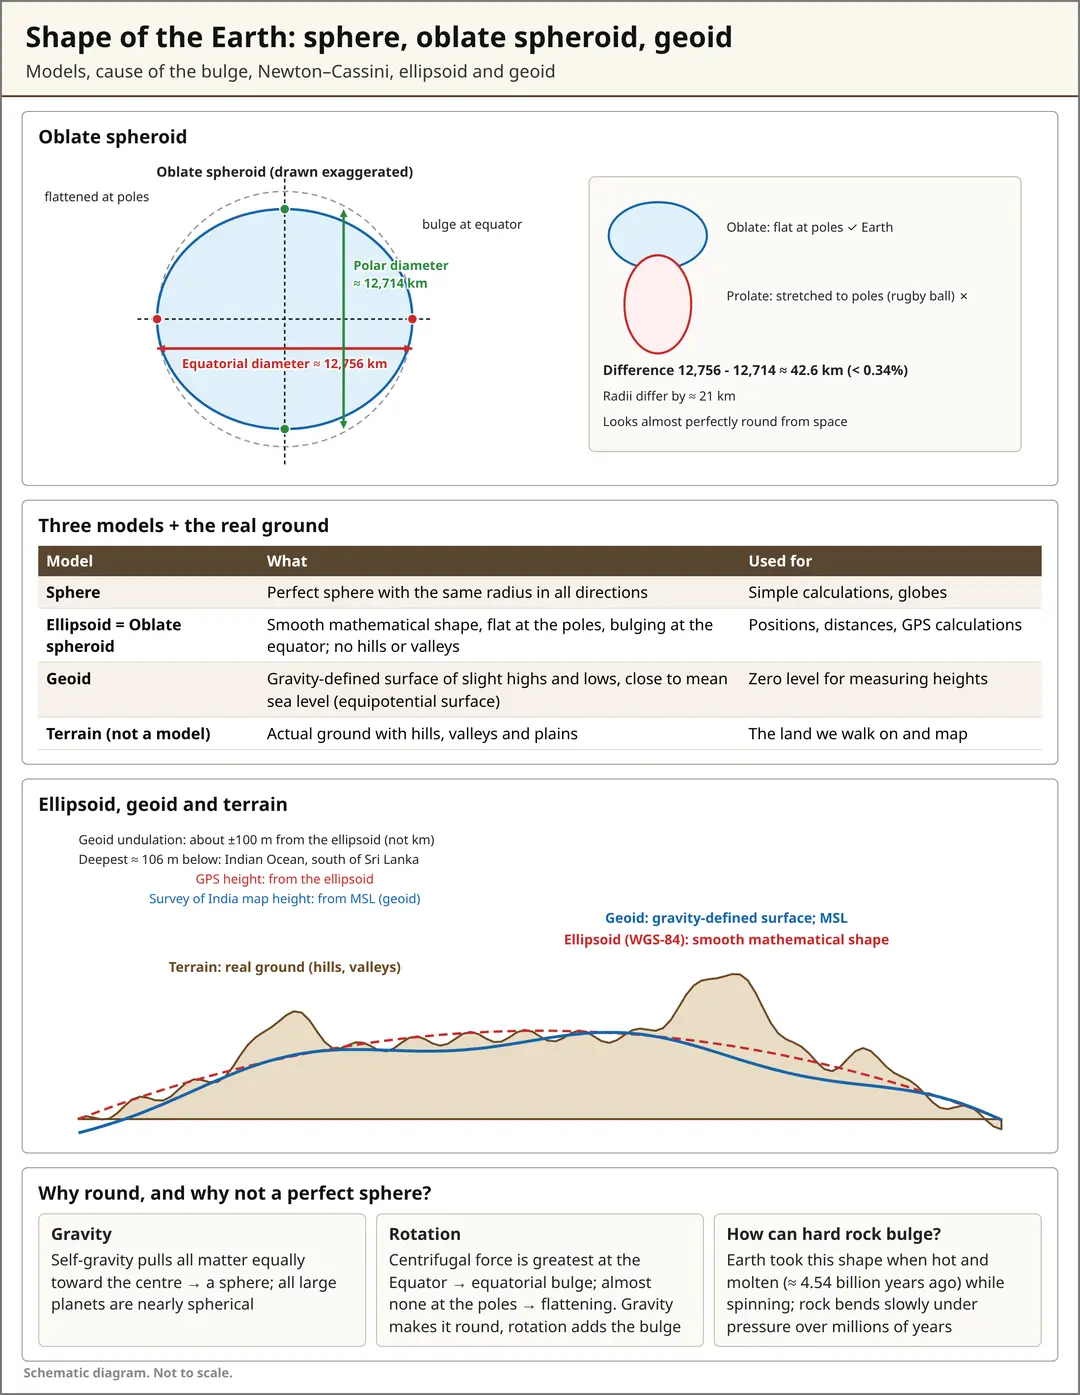 Shape of the Earth: sphere, oblate spheroid, geoid
Models, cause of the bulge, Newton–Cassini, ellipsoid and geoid
Oblate spheroid
Oblate spheroid (drawn exaggerated)
flattened at poles
bulge at equator
Polar diameter
≈ 12,714 km
Equatorial diameter ≈ 12,756 km
Oblate: flat at poles ✓ Earth
Prolate: stretched to poles (rugby ball) ×
Difference 12,756 - 12,714 ≈ 42.6 km (< 0.34%)
Radii differ by ≈ 21 km
Looks almost perfectly round from space
Three models + the real ground
Model What Used for
Sphere Perfect sphere with the same radius in all directions Simple calculations, globes
Ellipsoid = Oblate Smooth mathematical shape, flat at the poles, bulging at the Positions, distances, GPS calculations
spheroid equator; no hills or valleys
Geoid Gravity-defined surface of slight highs and lows, close to mean Zero level for measuring heights
sea level (equipotential surface)
Terrain (not a model) Actual ground with hills, valleys and plains The land we walk on and map
Ellipsoid, geoid and terrain
Geoid undulation: about ±100 m from the ellipsoid (not km)
Deepest ≈ 106 m below: Indian Ocean, south of Sri Lanka
GPS height: from the ellipsoid
Survey of India map height: from MSL (geoid)
Geoid: gravity-defined surface; MSL
Ellipsoid (WGS-84): smooth mathematical shape
Terrain: real ground (hills, valleys)
Why round, and why not a perfect sphere?
Gravity
Self-gravity pulls all matter equally
toward the centre → a sphere; all large
planets are nearly spherical
Rotation
Centrifugal force is greatest at the
Equator → equatorial bulge; almost
none at the poles → flattening. Gravity
makes it round, rotation adds the bulge
How can hard rock bulge?
Earth took this shape when hot and
molten (≈ 4.54 billion years ago) while
spinning; rock bends slowly under
pressure over millions of years
Schematic diagram. Not to scale.